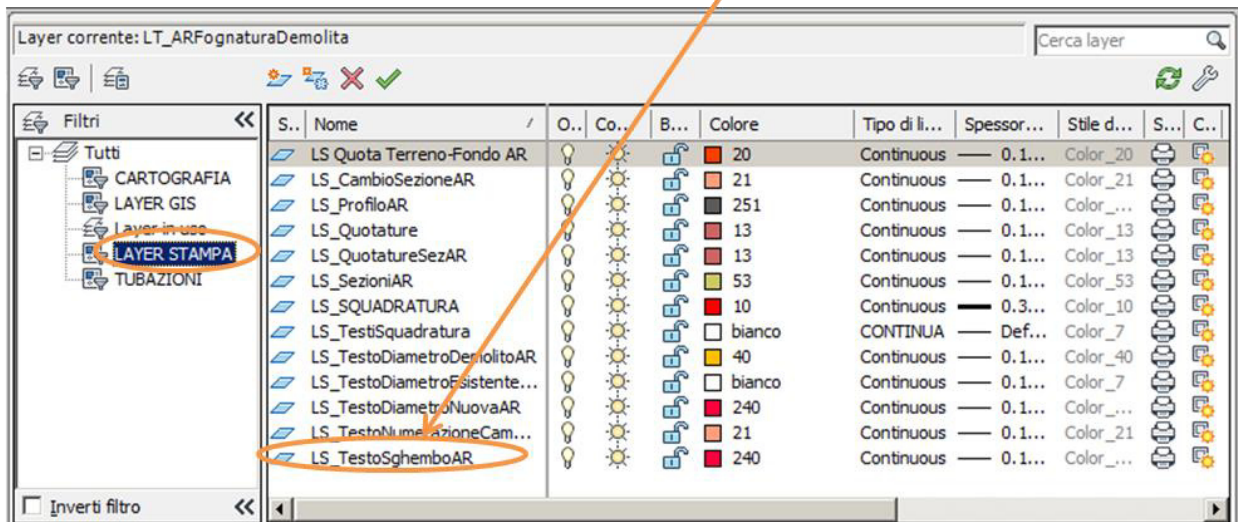 Layer corrente: LT_ARFognaturaDemolita
Cerca layer
Filtri
S.. Nome O.. Co.. B... Colore Tipo di li... Spessor... Stile d... S... C..
Tutti
CARTOGRAFIA
LAYER GIS
Layer in uso
LAYER STAMPA
TUBAZIONI
LS Quota Terreno-Fondo AR 20 Continuous 0.1... Color_20
LS_CambioSezioneAR 21 Continuous 0.1... Color_21
LS_ProfiloAR 251 Continuous 0.1... Color_...
LS_Quotature 13 Continuous 0.1... Color_13
LS_QuotatureSezAR 13 Continuous 0.1... Color_13
LS_SezioniAR 53 Continuous 0.1... Color_53
LS_SQUADRATURA 10 Continuous 0.3... Color_10
LS_TestiSquadratura bianco CONTINUA Def... Color_7
LS_TestoDiametroDemolitoAR 40 Continuous 0.1... Color_40
LS_TestoDiametroEsistente... bianco Continuous 0.1... Color_7
LS_TestoDiametroNuovaAR 240 Continuous 0.1... Color_...
LS_TestoNumerazioneCam... 21 Continuous 0.1... Color_21
LS_TestoSghemboAR 240 Continuous 0.1... Color_...
Inverti filtro